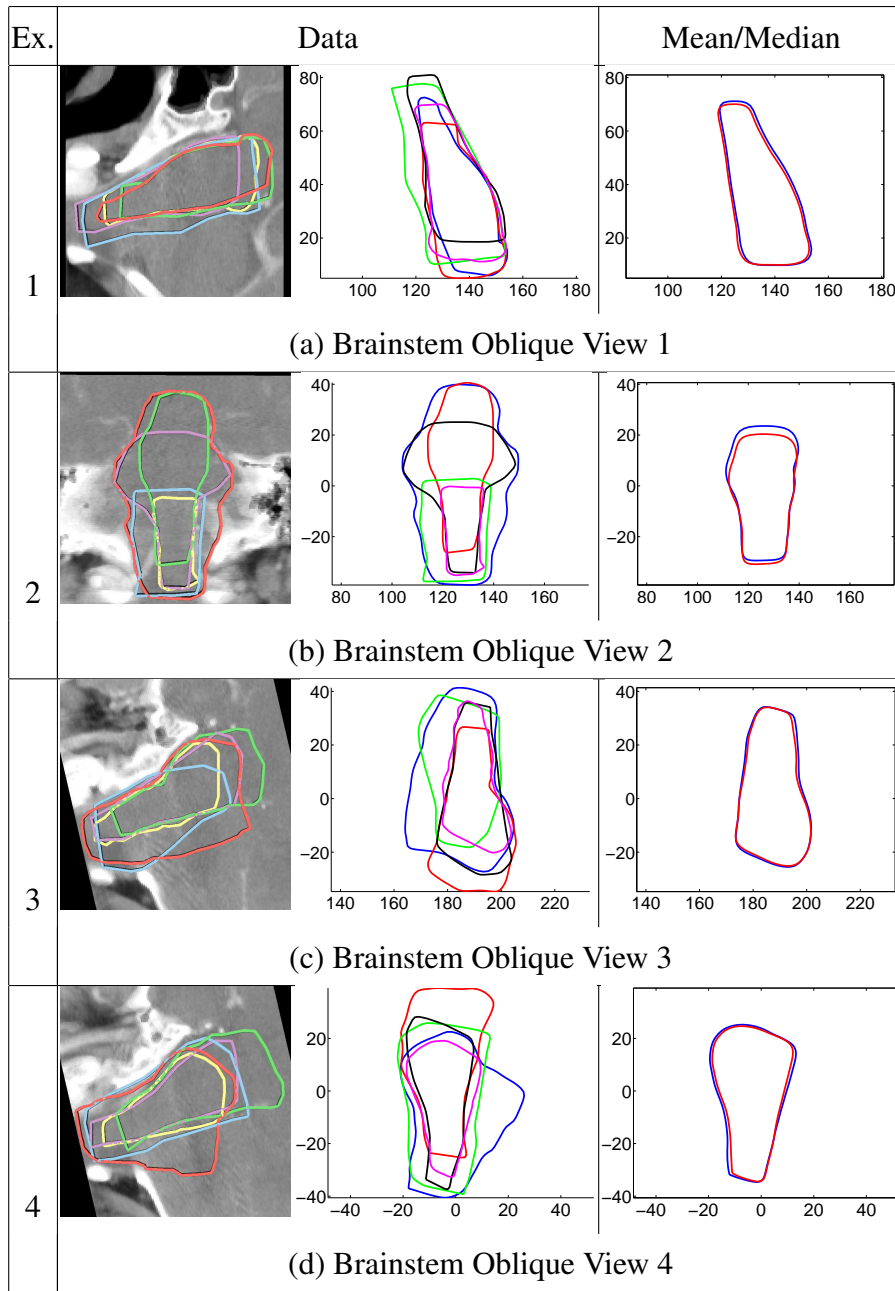 Ex. Data Mean/Median
80 80
60 60
40 40
20 20
100 120 140 160 180 100 120 140 160 180
1
(a) Brainstem Oblique View 1
40 40
20 20
0 0
−20 −20
80 100 120 140 160 80 100 120 140 160
2
(b) Brainstem Oblique View 2
40 40
20 20
0 0
−20 −20
140 160 180 200 220 140 160 180 200 220
3
(c) Brainstem Oblique View 3
20 20
0 0
−20 −20
−40 −40
−40 −20 0 20 40 −40 −20 0 20 40
4
(d) Brainstem Oblique View 4